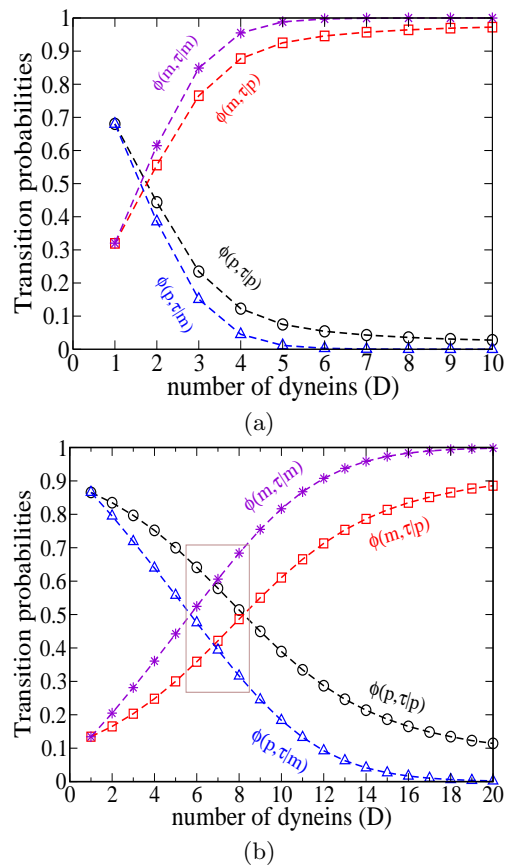 1
0.9
0.8
0.7
0.6
0.5
0.4
0.3
0.2
0.1
0
Transition probabilities
ϕ(m,τ|m)
ϕ(m,τ|p)
ϕ(p,τ|p)
ϕ(p,τ|m)
0 1 2 3 4 5 6 7 8 9 10
number of dyneins (D)
(a)
1
0.9
0.8
0.7
0.6
0.5
0.4
0.3
0.2
0.1
0
Transition probabilities
ϕ(m,τ|m)
ϕ(m,τ|p)
ϕ(p,τ|p)
ϕ(p,τ|m)
0 2 4 6 8 10 12 14 16 18 20
number of dyneins (D)
(b)